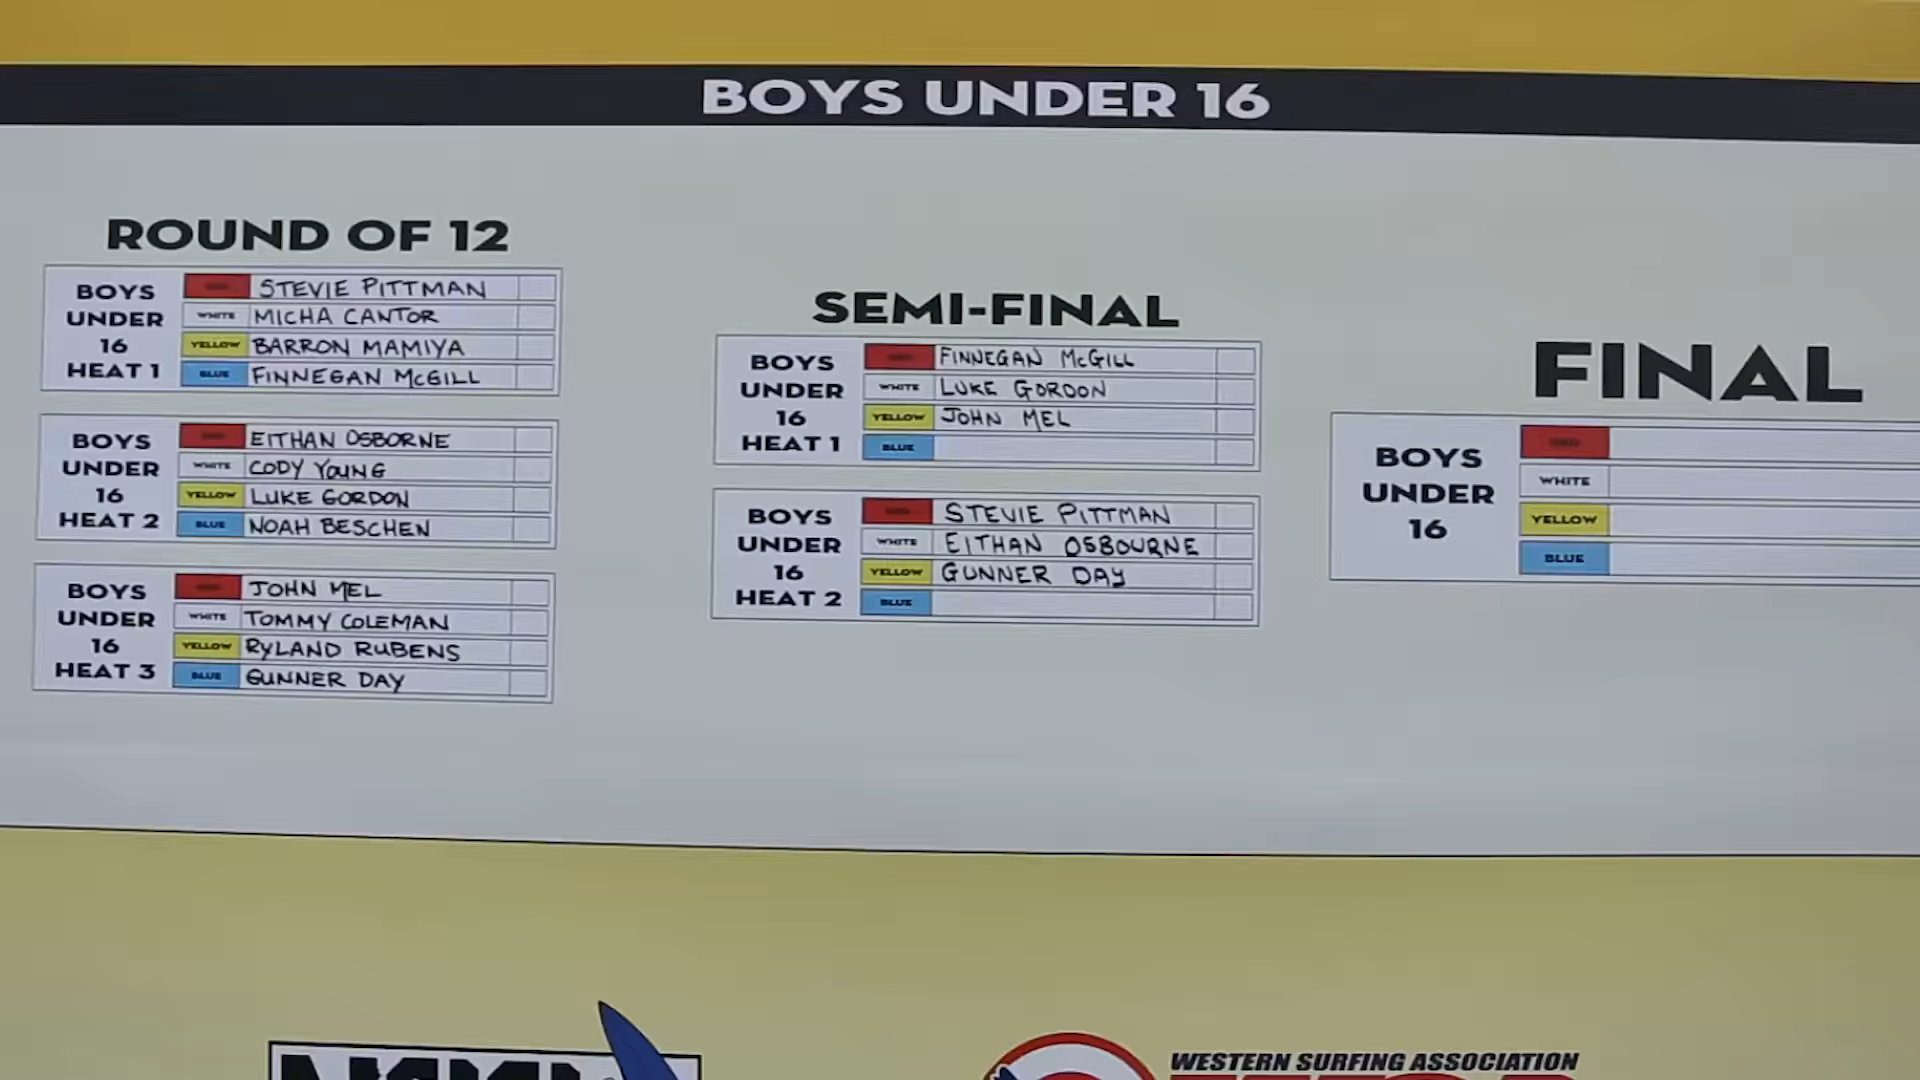 BOYS UNDER 16
ROUND OF 12
BOYS UNDER 16 HEAT 1
STEVIE PITTMAN
WHITE MICHA CANTOR
YELLOW BARRON MAMIYA
BLUE FINNEGAN McGILL
BOYS UNDER 16 HEAT 2
EITHAN OSBORNE
WHITE CODY YOUNG
YELLOW LUKE GORDON
BLUE NOAH BESCHEN
BOYS UNDER 16 HEAT 3
JOHN MEL
WHITE TOMMY COLEMAN
YELLOW RYLAND RUBENS
BLUE GUNNER DAY
SEMI-FINAL
BOYS UNDER 16 HEAT 1
FINNEGAN McGILL
WHITE LUKE GORDON
YELLOW JOHN MEL
BLUE
BOYS UNDER 16 HEAT 2
STEVIE PITTMAN
WHITE EITHAN OSBOURNE
YELLOW GUNNER DAY
BLUE
FINAL
BOYS UNDER 16
RED
WHITE
YELLOW
BLUE
WESTERN SURFING ASSOCIATION